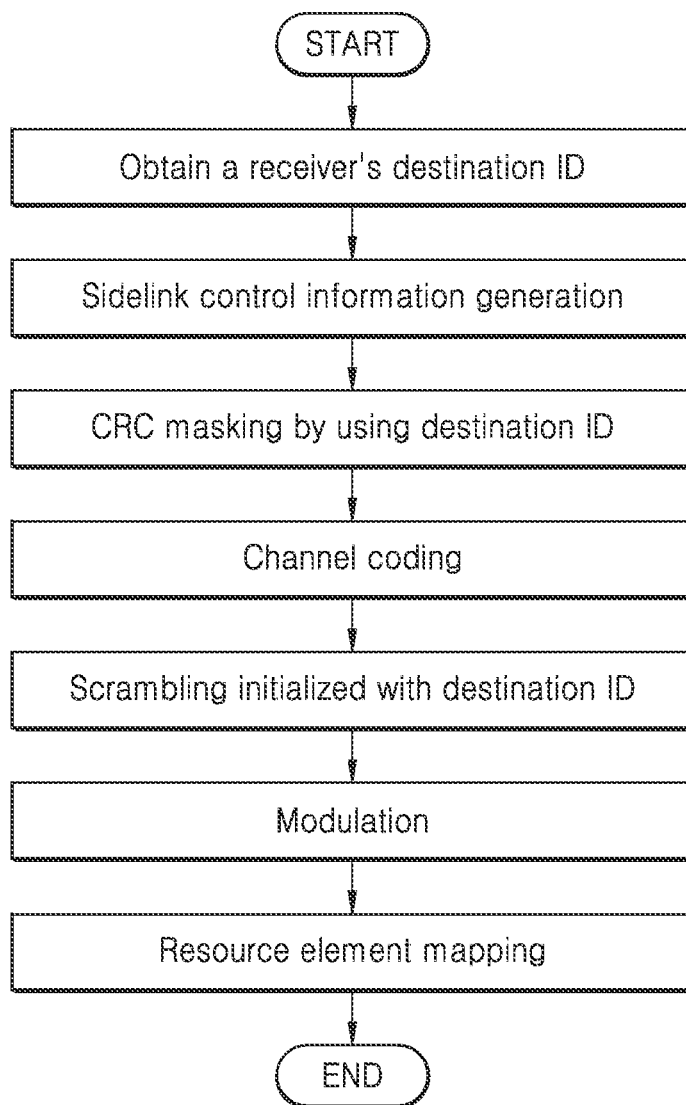 START
Obtain a receiver's destination ID
Sidelink control information generation
CRC masking by using destination ID
Channel coding
Scrambling initialized with destination ID
Modulation
Resource element mapping
END